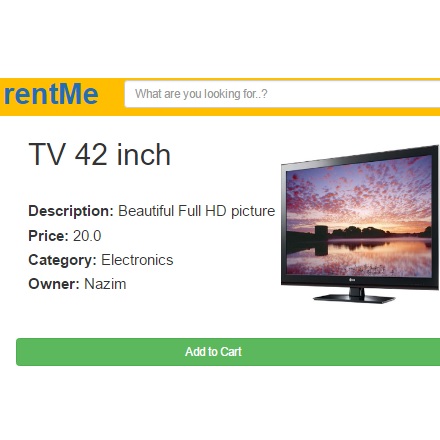 rentMe
What are you looking for..?
TV 42 inch
Description: Beautiful Full HD picture
Price: 20.0
Category: Electronics
Owner: Nazim
Add to Cart